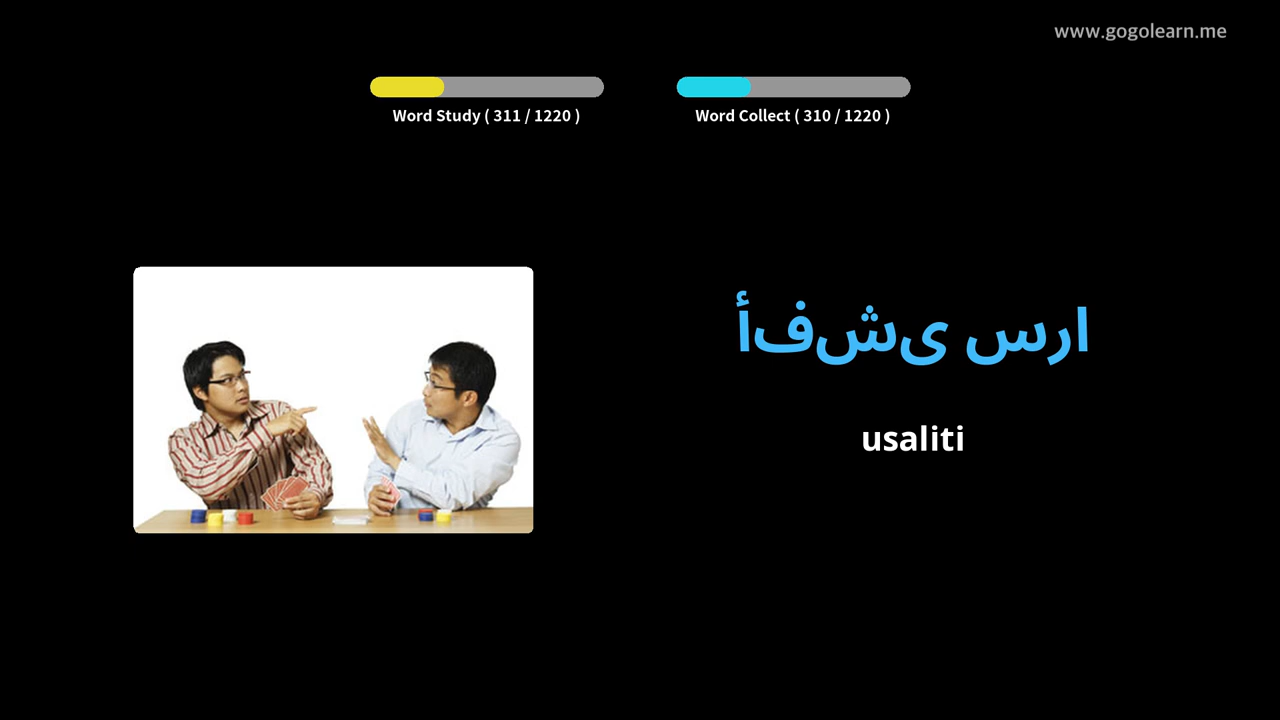 www.gogolearn.me
Word Study ( 311 / 1220 )
Word Collect ( 310 / 1220 )
ارس ىشفأ
usaliti